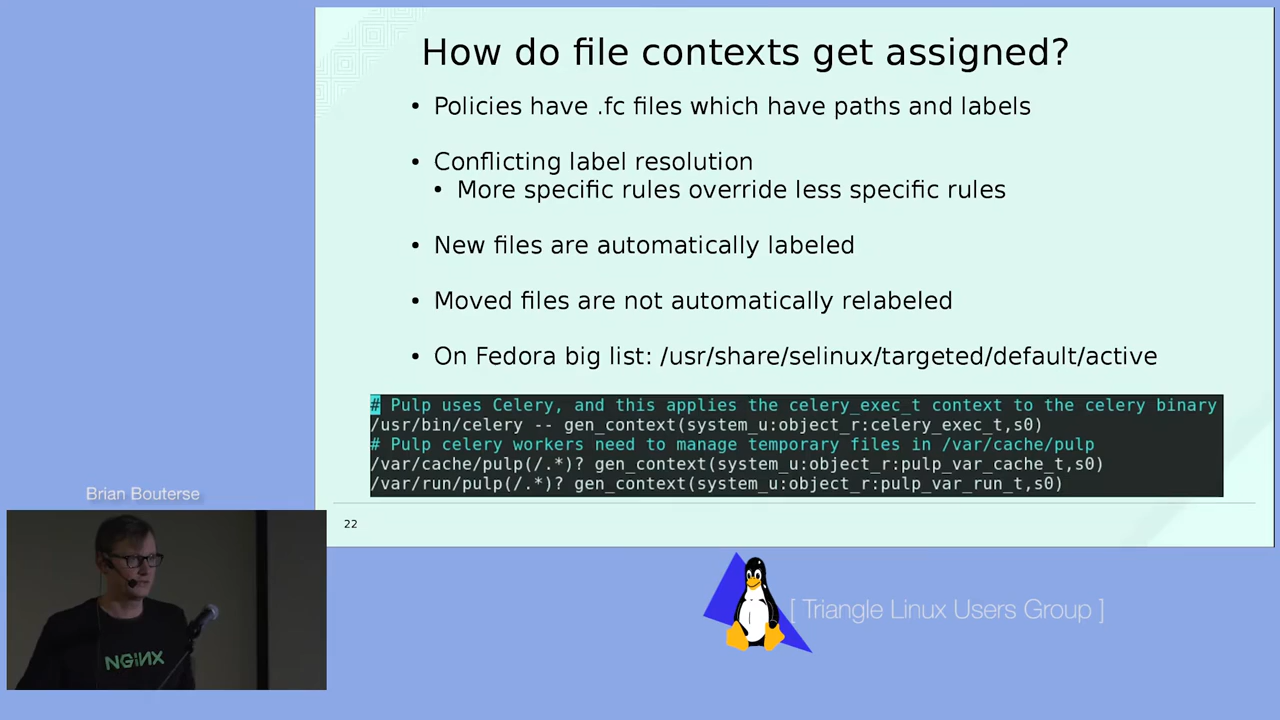 How do file contexts get assigned?
• Policies have .fc files which have paths and labels
• Conflicting label resolution
• More specific rules override less specific rules
• New files are automatically labeled
• Moved files are not automatically relabeled
• On Fedora big list: /usr/share/selinux/targeted/default/active
# Pulp uses Celery, and this applies the celery_exec_t context to the celery binary
/usr/bin/celery -- gen_context(system_u:object_r:celery_exec_t,s0)
# Pulp celery workers need to manage temporary files in /var/cache/pulp
/var/cache/pulp(/.*)? gen_context(system_u:object_r:pulp_var_cache_t,s0)
/var/run/pulp(/.*)? gen_context(system_u:object_r:pulp_var_run_t,s0)
22
Brian Bouterse
NGINX
[ Triangle Linux Users Group ]